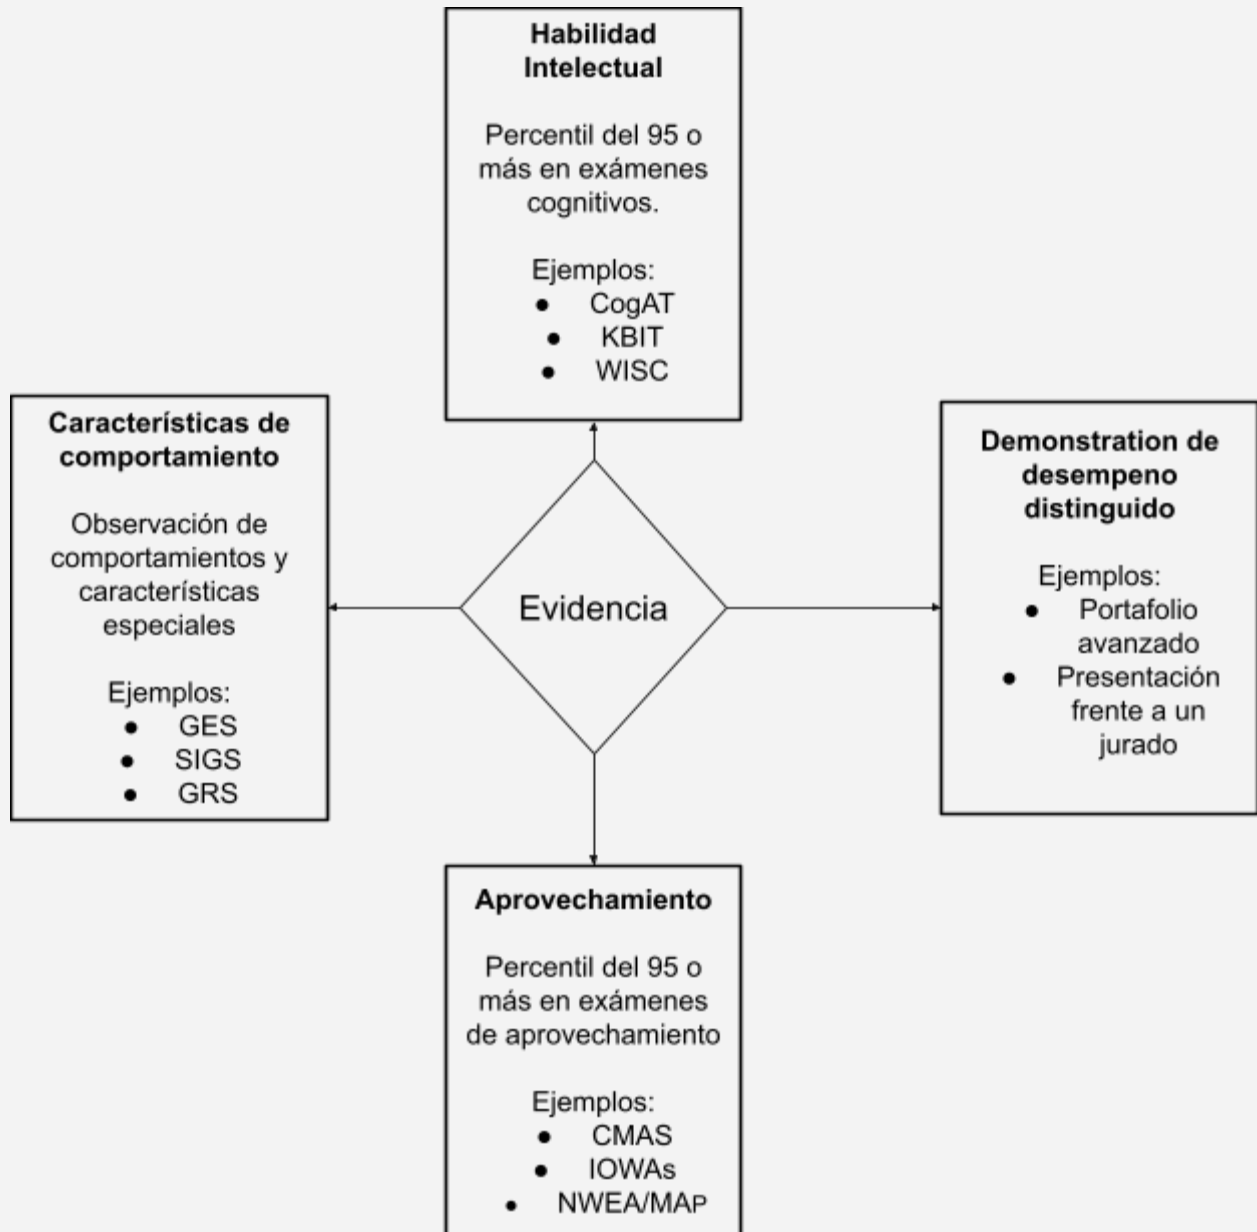 Habilidad
Intelectual
Percentil del 95 o
más en exámenes
cognitivos.
Ejemplos:
● CogAT
● KBIT
● WISC
Características de
comportamiento
Observación de
comportamientos y
características
especiales
Ejemplos:
● GES
● SIGS
● GRS
Evidencia
Demonstration de
desempeno
distinguido
Ejemplos:
● Portafolio
avanzado
● Presentación
frente a un
jurado
Aprovechamiento
Percentil del 95 o
más en exámenes
de aprovechamiento
Ejemplos:
● CMAS
● IOWAs
● NWEA/MAP